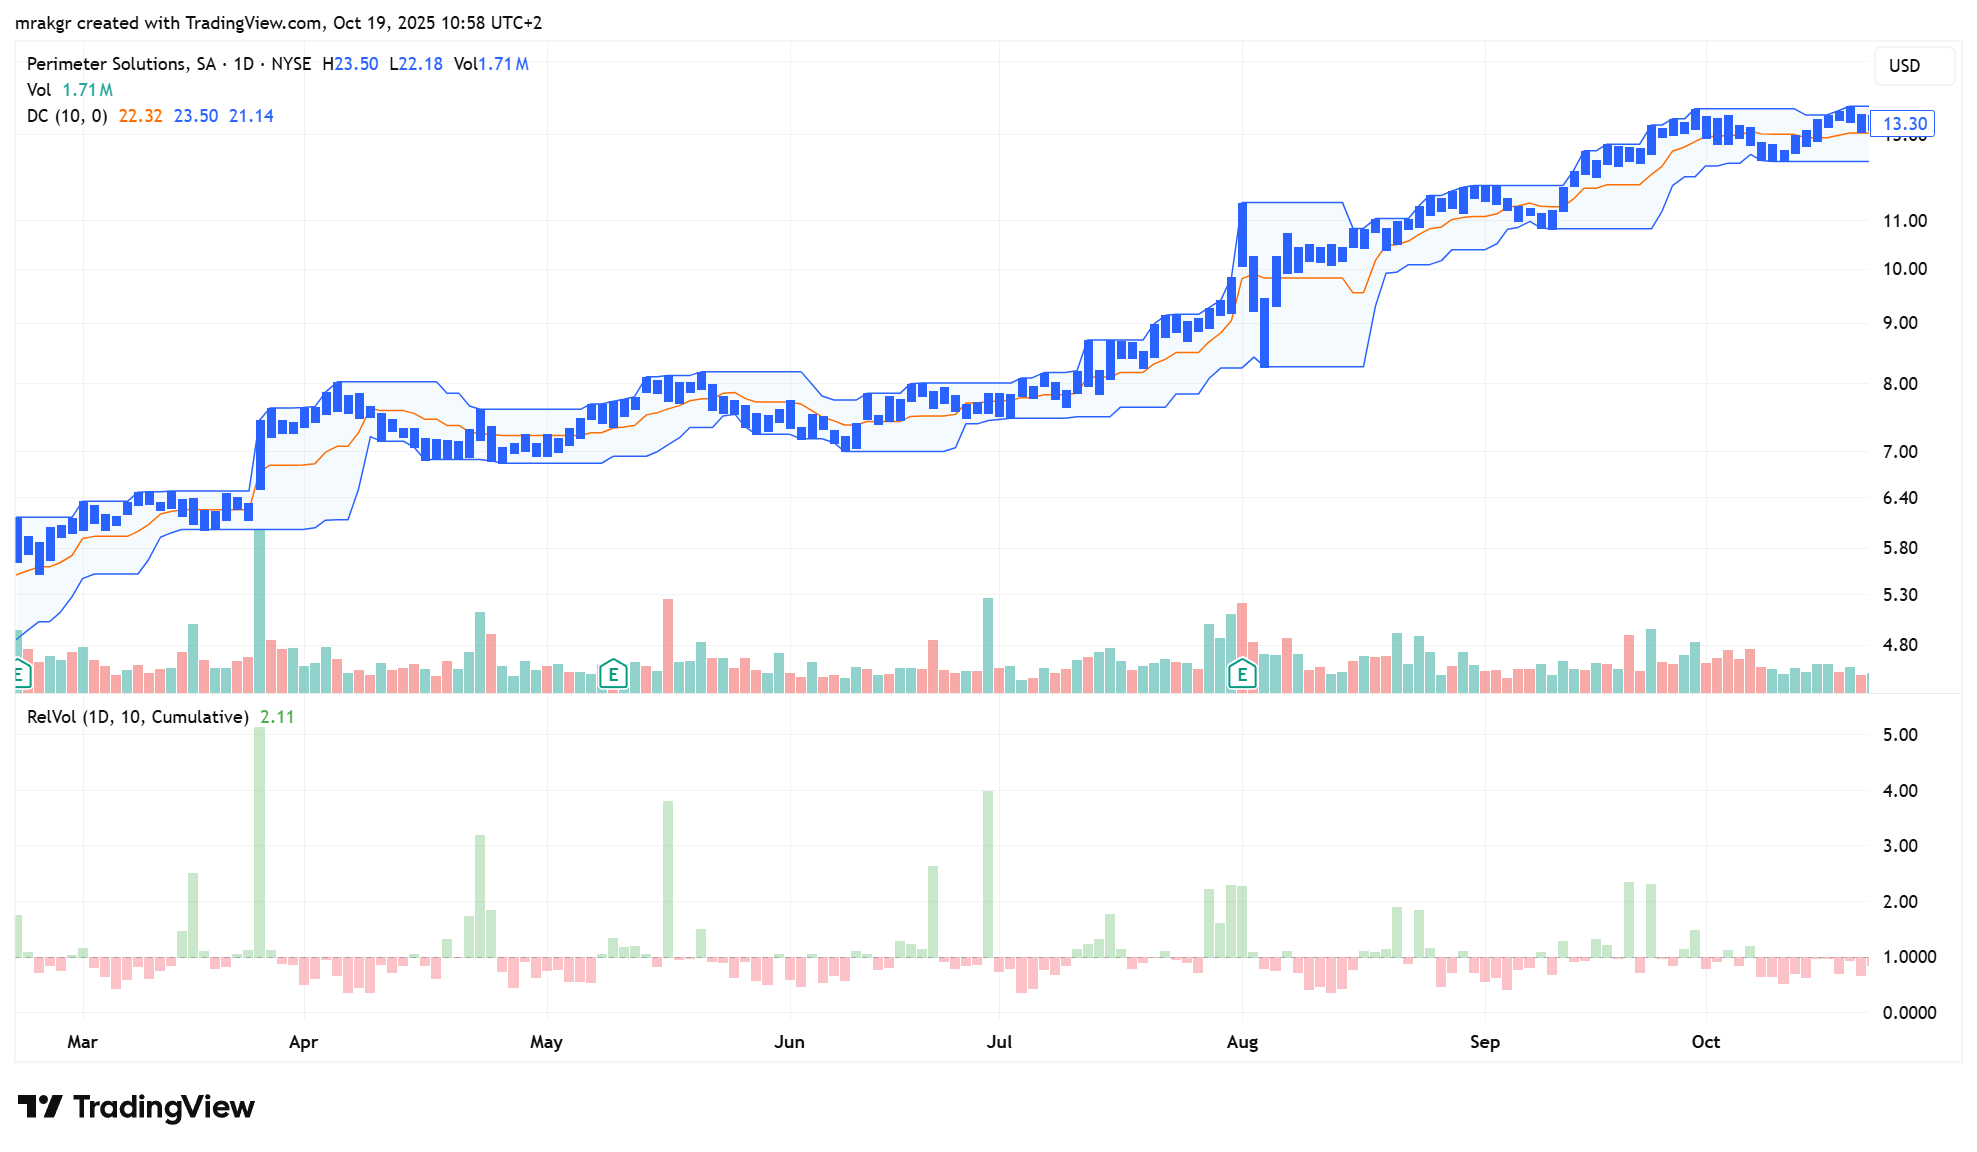 mrakgr created with TradingView.com, Oct 19, 2025 10:58 UTC+2
Perimeter Solutions, SA · 1D · NYSE H23.50 L22.18 Vol1.71 M
USD
Vol 1.71 M
DC (10, 0) 22.32 23.50 21.14
13.30
13.00
11.00
10.00
9.00
8.00
7.00
6.40
5.80
5.30
4.80
E E E
RelVol (1D, 10, Cumulative) 2.11
5.00
4.00
3.00
2.00
1.0000
0.0000
Mar Apr May Jun Jul Aug Sep Oct
TradingView